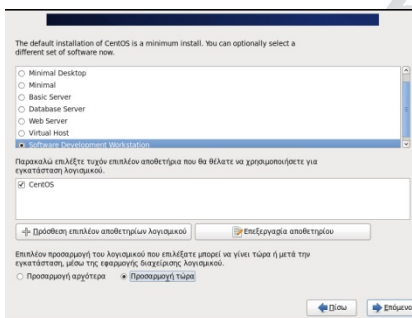 The default installation of CentOS is a minimum install. You can optionally select a
different set of software now.
Minimal Desktop
Minimal
Basic Server
Database Server
Web Server
Virtual Host
Software Development Workstation
Παρακαλώ επιλέξτε τυχόν επιπλέον αποθετήρια που θα θέλατε να χρησιμοποιήσετε για
εγκατάσταση λογισμικού.
CentOS
Πρόσθεση επιπλέον αποθετηρίων λογισμικού
Επεξεργασία αποθετηρίου
Επιπλέον προσαρμογή του λογισμικού που επιλέξατε μπορεί να γίνει τώρα ή μετά την
εγκατάσταση, μέσω της εφαρμογής διαχείρισης λογισμικού.
Προσαρμογή αργότερα
Προσαρμογή τώρα
Πίσω
Επόμενο